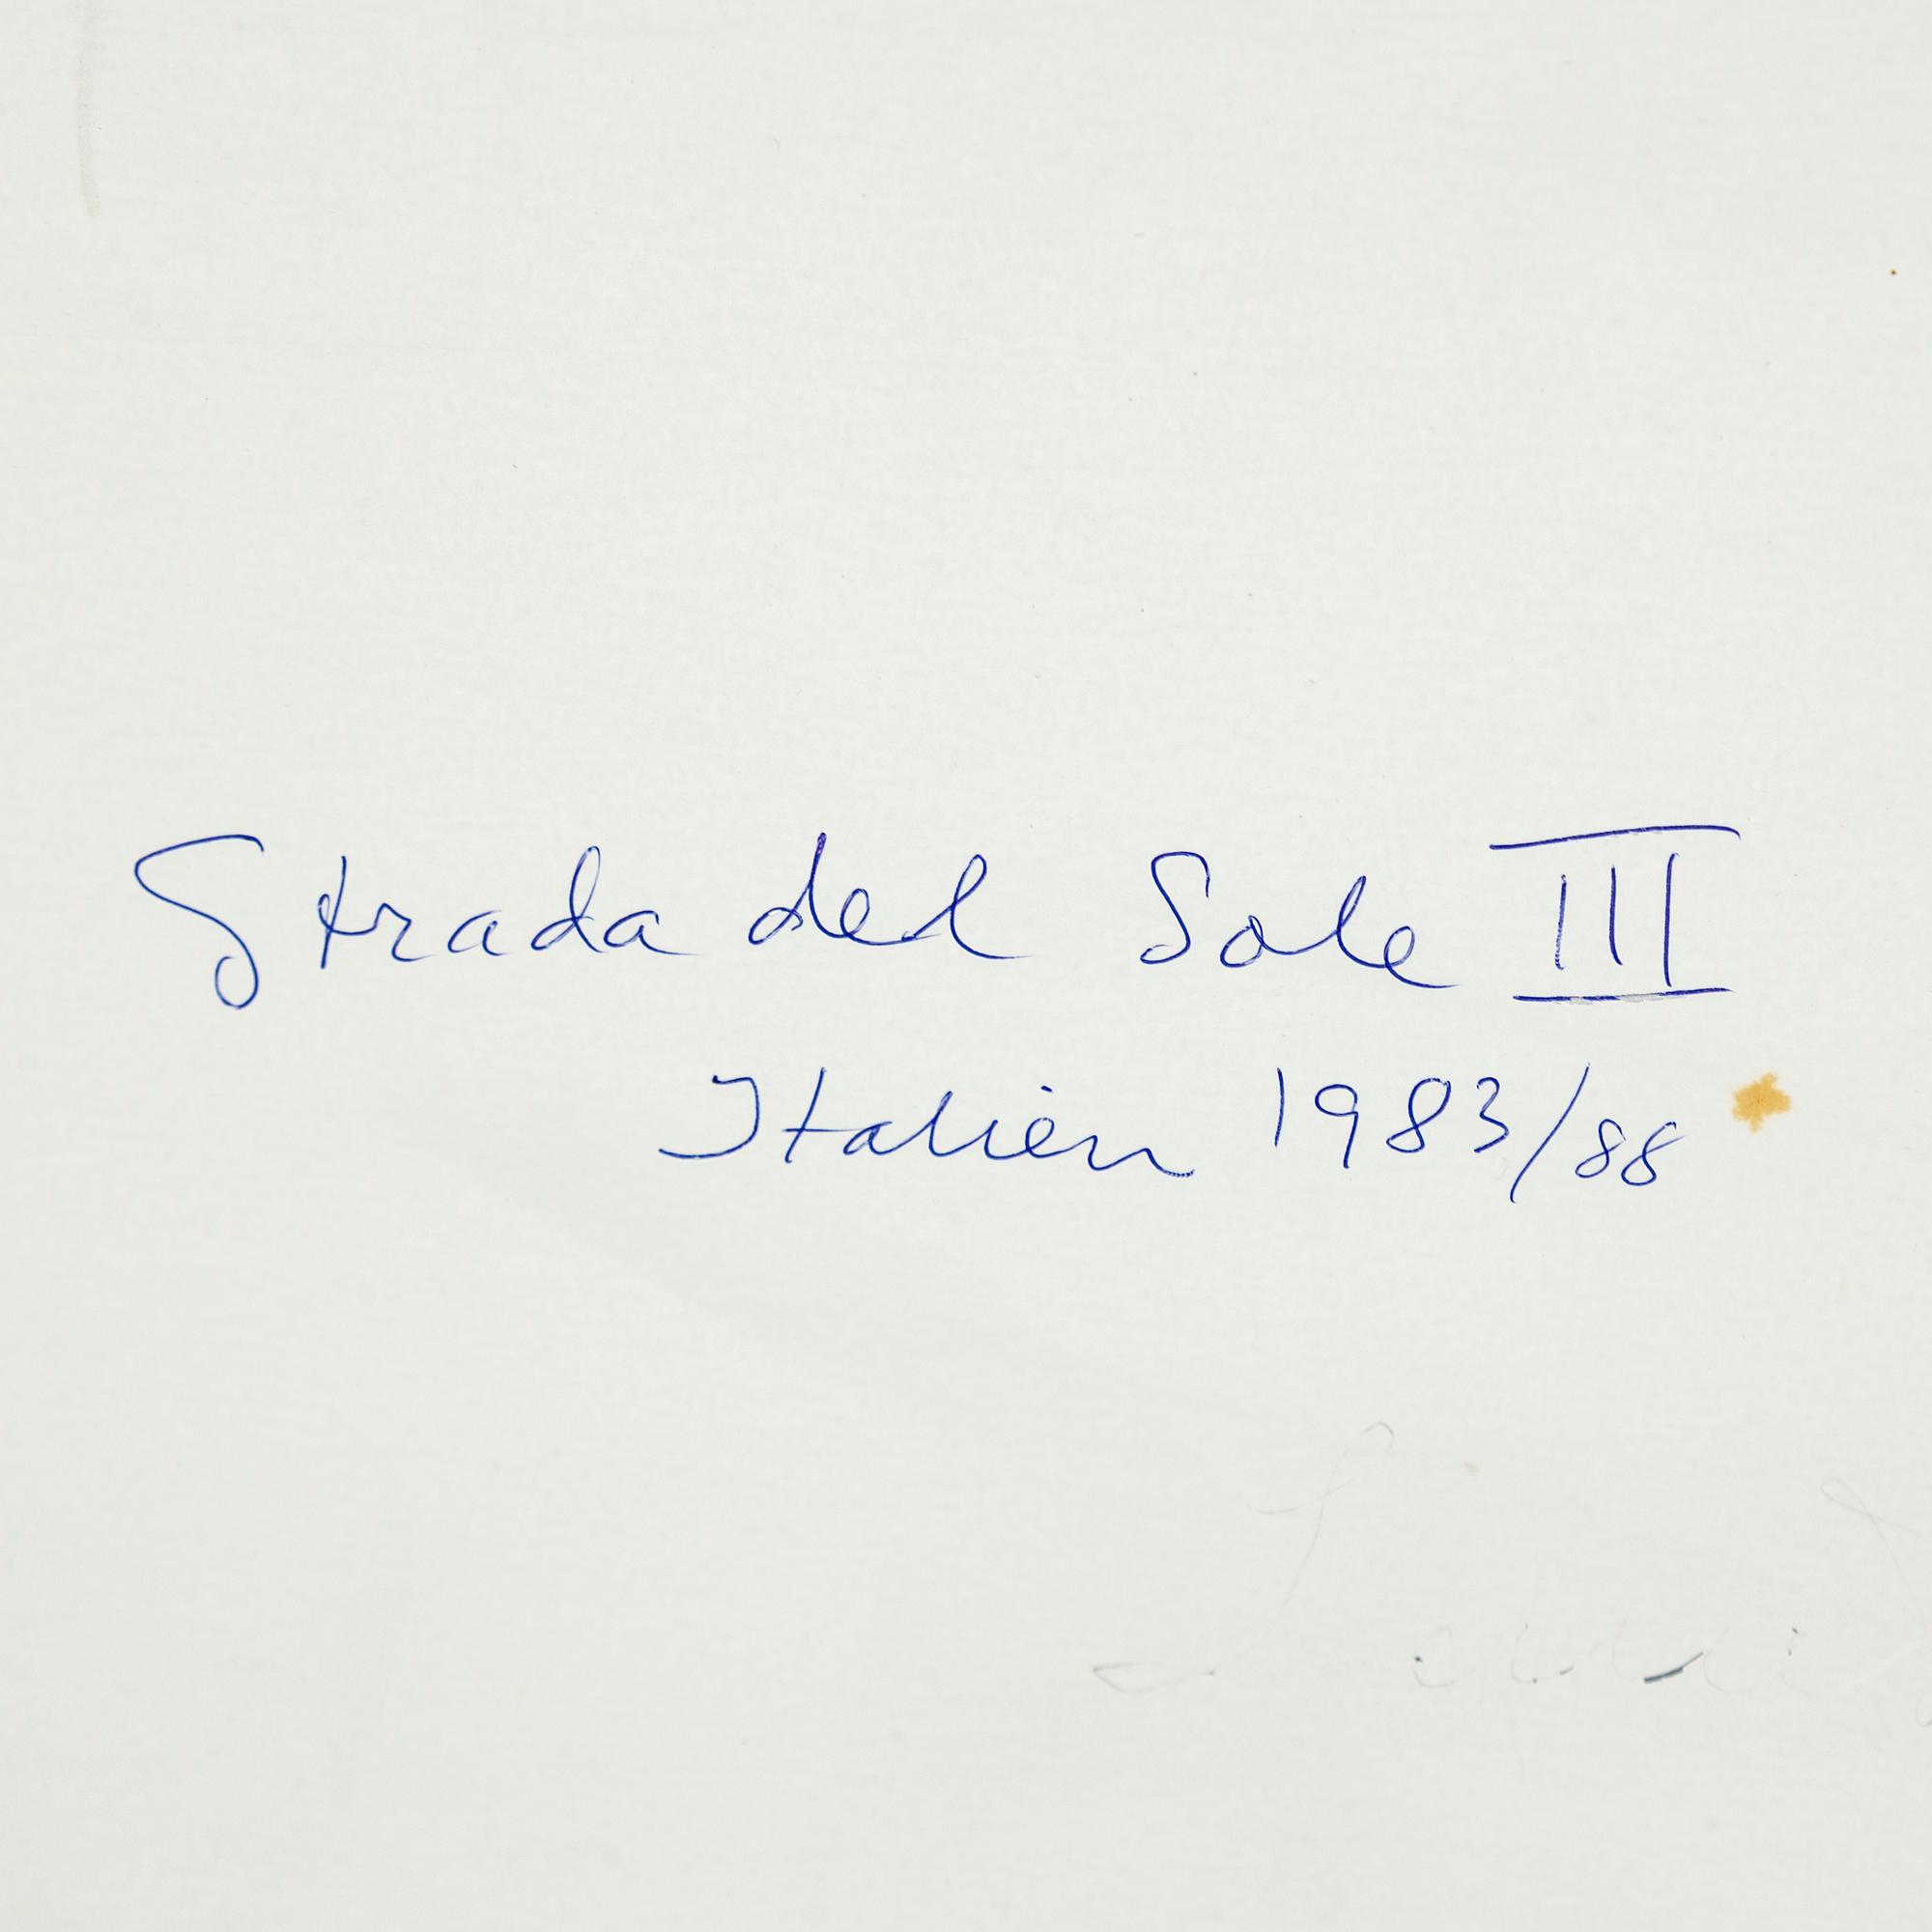 Strada del Sole III
Italien 1983/88